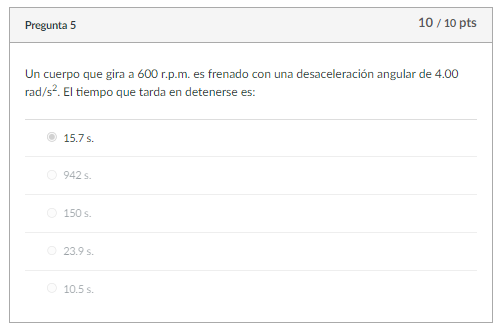 Pregunta 5
10 / 10 pts
Un cuerpo que gira a 600 r.p.m. es frenado con una desaceleración angular de 4.00
rad/s². El tiempo que tarda en detenerse es:
15.7 s.
942 s.
150 s.
23.9 s.
10.5 s.